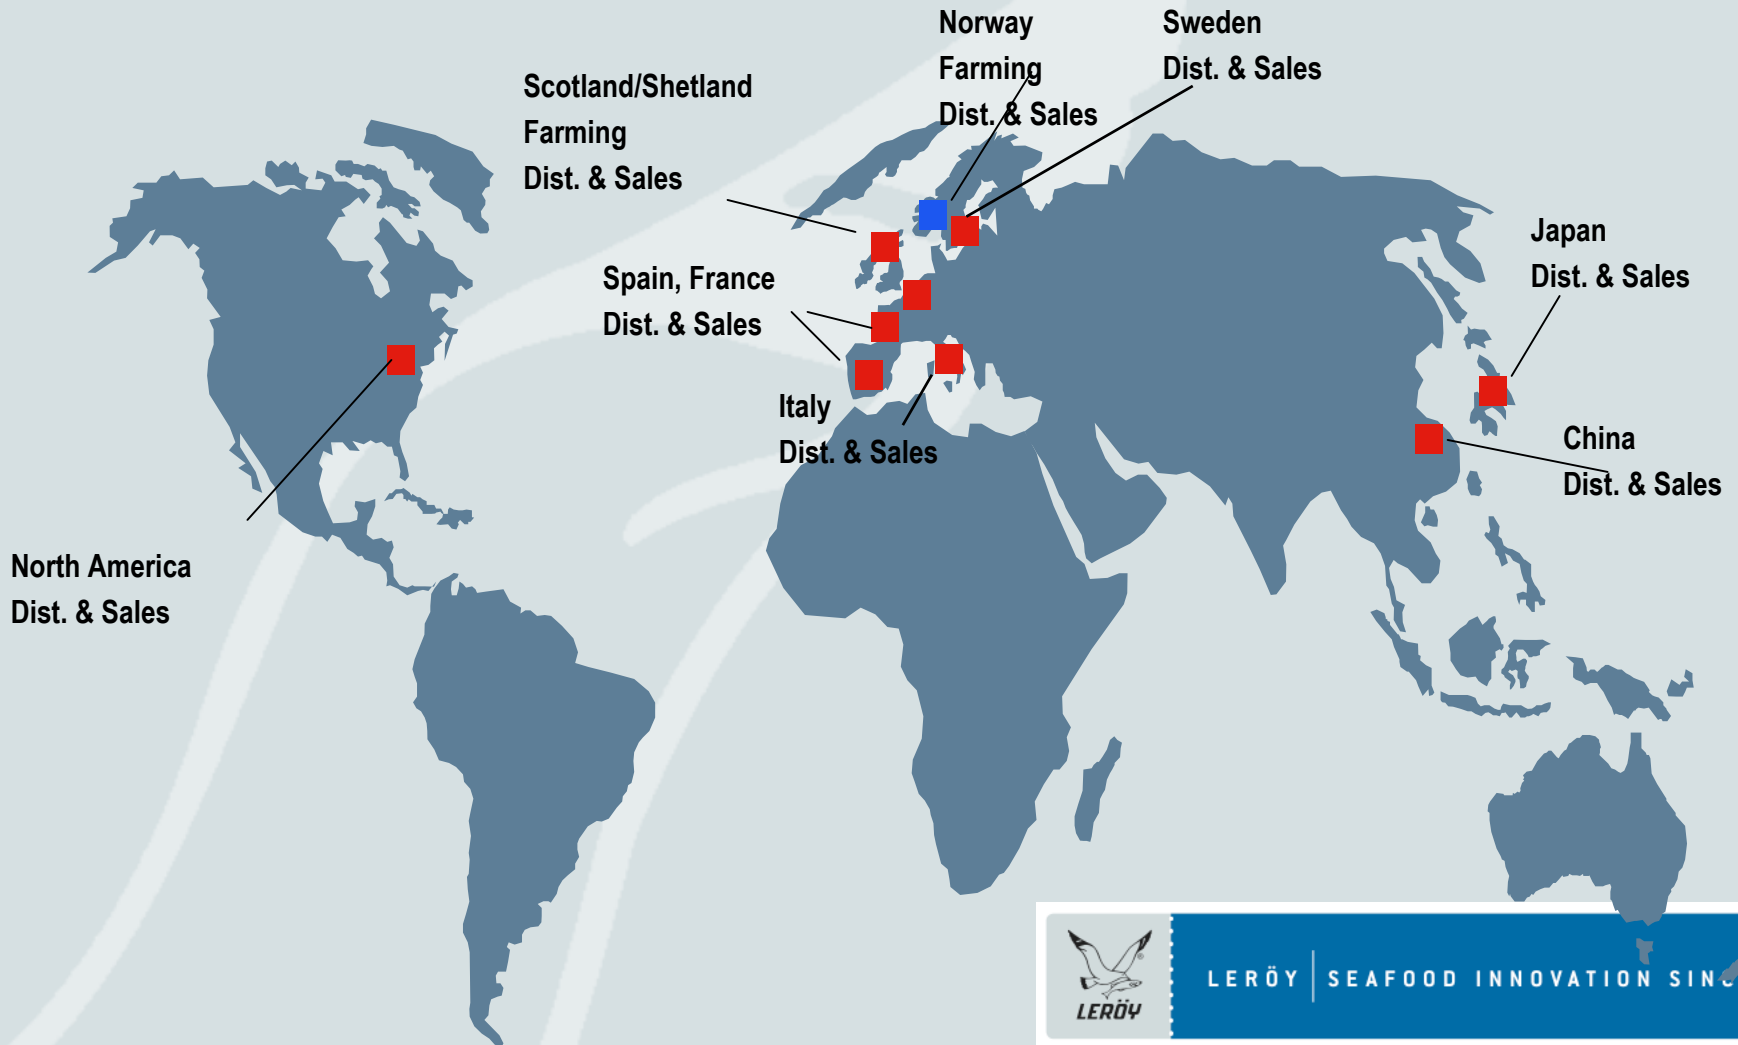 Norway
Farming
Dist. & Sales
Sweden
Dist. & Sales
Scotland/Shetland
Farming
Dist. & Sales
Japan
Dist. & Sales
Spain, France
Dist. & Sales
Italy
Dist. & Sales
China
Dist. & Sales
North America
Dist. & Sales
LERÖY
LERÖY | SEAFOOD INNOVATION